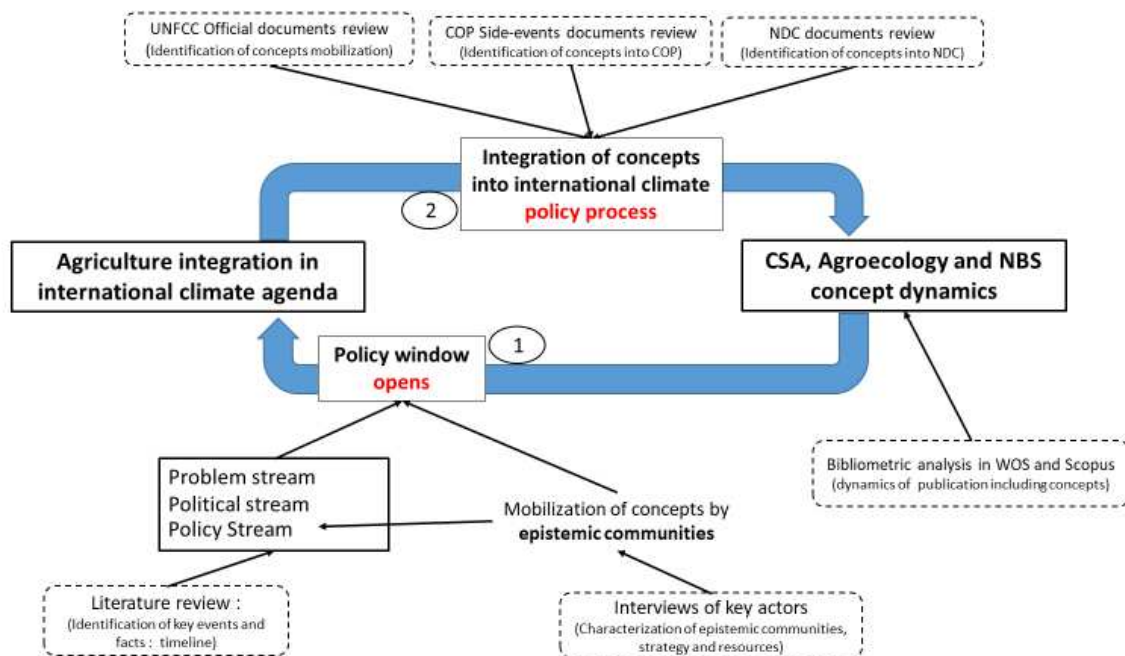 UNFCC Official documents review
(Identification of concepts mobilization)
COP Side-events documents review
(Identification of concepts into COP)
NDC documents review
(Identification of concepts into NDC)
Integration of concepts
into international climate
policy process
2
Agriculture integration in
international climate agenda
CSA, Agroecology and NBS
concept dynamics
1
Policy window
opens
Problem stream
Political stream
Policy Stream
Mobilization of concepts by
epistemic communities
Bibliometric analysis in WOS and Scopus
(dynamics of publication including concepts)
Literature review :
(Identification of key events and
facts : timeline)
Interviews of key actors
(Characterization of epistemic communities,
strategy and resources)